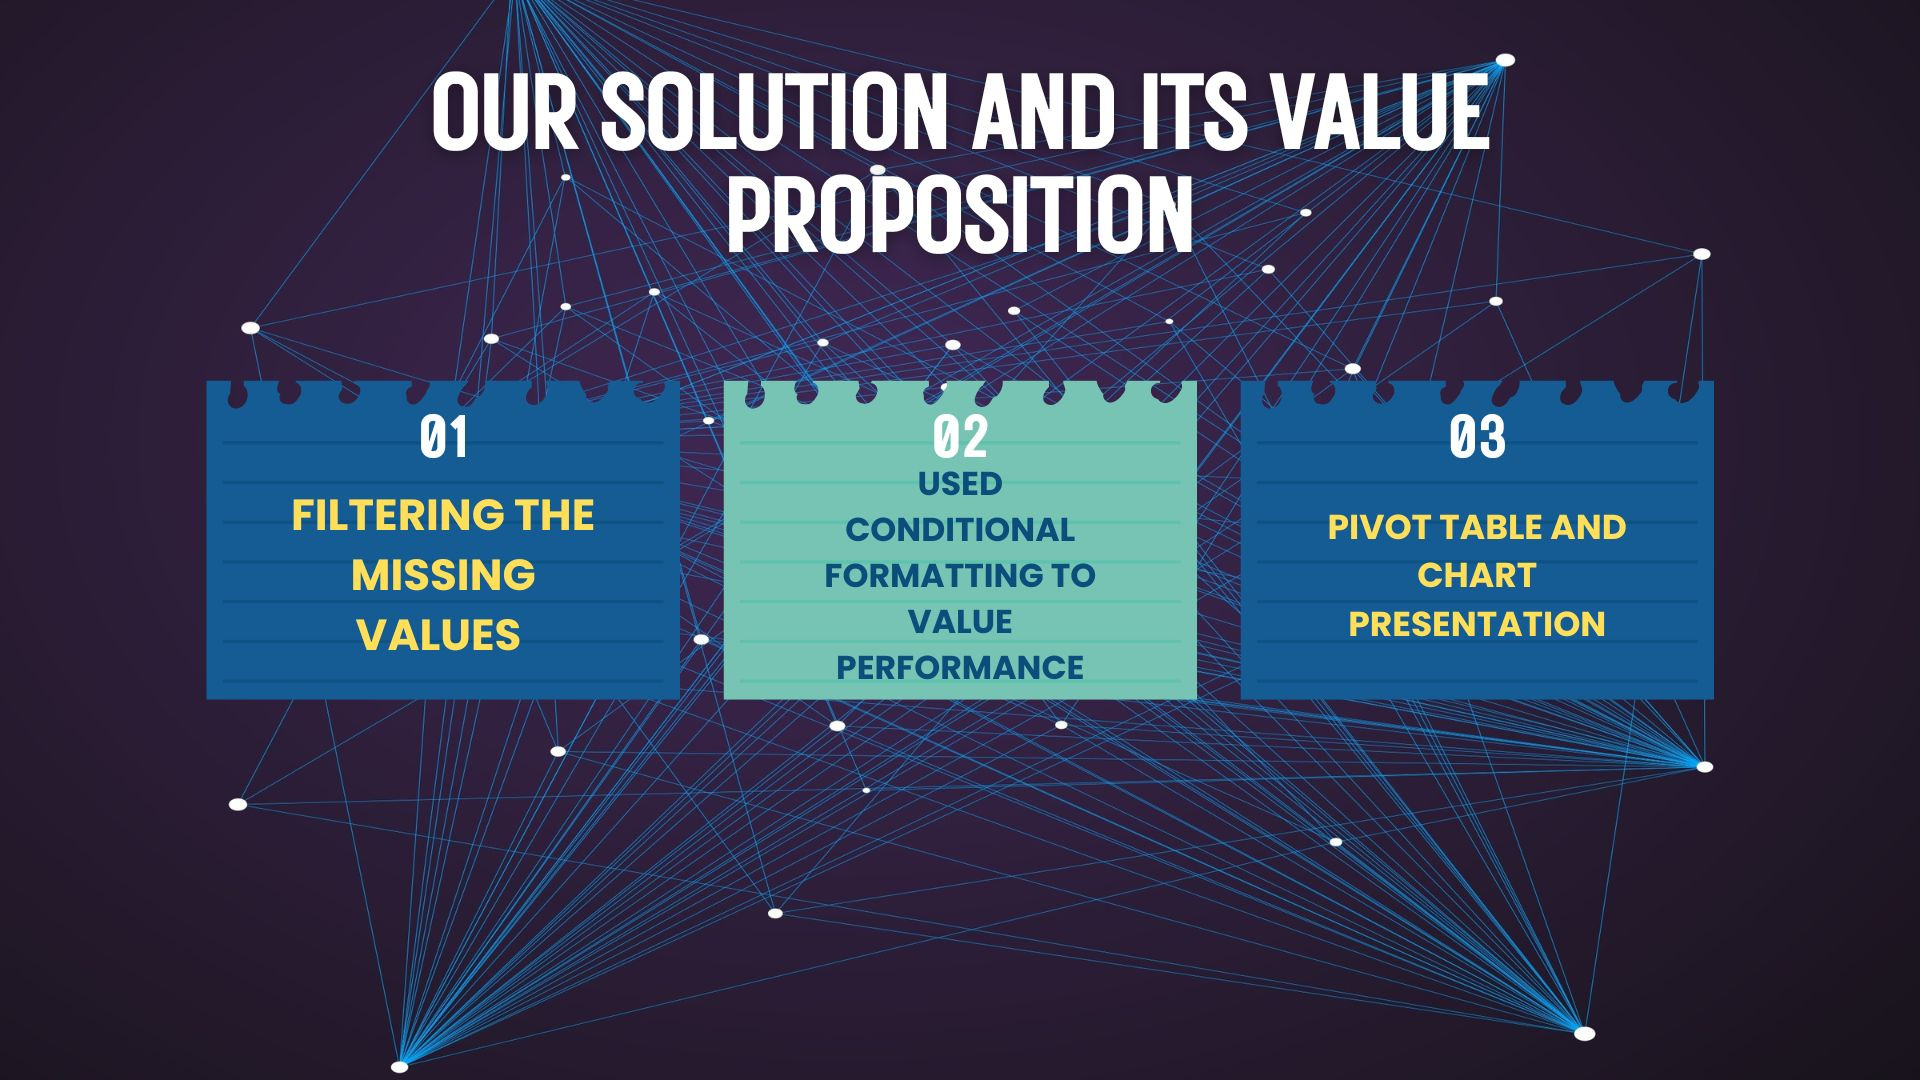 OUR SOLUTION AND ITS VALUE
PROPOSITION
01
FILTERING THE
MISSING
VALUES
02
USED
CONDITIONAL
FORMATTING TO
VALUE
PERFORMANCE
03
PIVOT TABLE AND
CHART
PRESENTATION